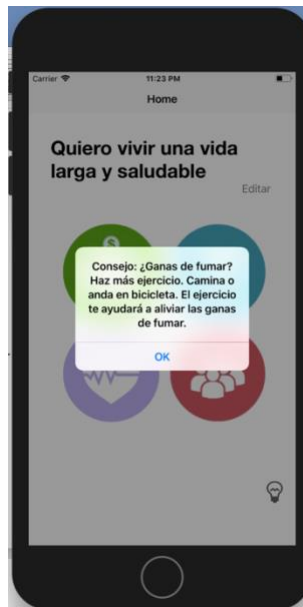 Carrier 11:23 PM
Home
Quiero vivir una vida
larga y saludable
Editar
$
Consejo: ¿Ganas de fumar?
Haz más ejercicio. Camina o
anda en bicicleta. El ejercicio
te ayudará a aliviar las ganas
de fumar.
OK